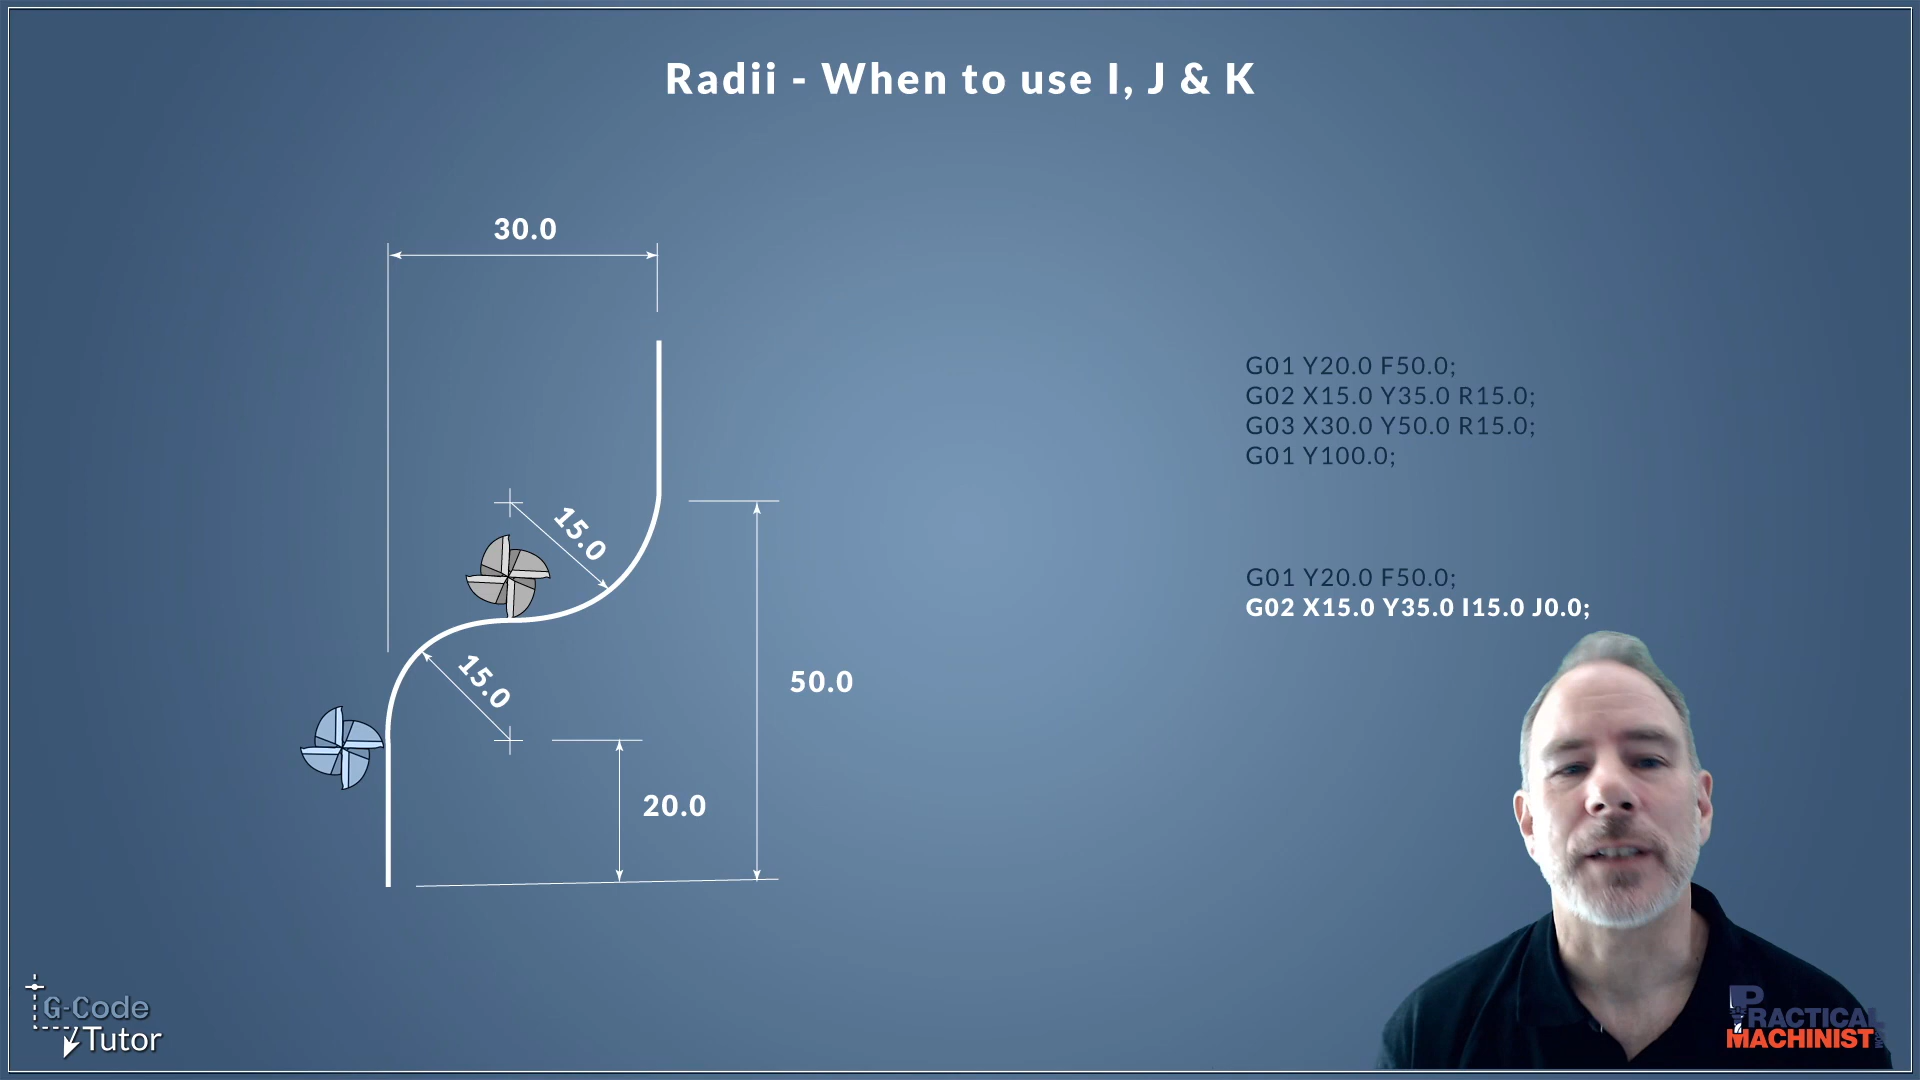 Radii - When to use I, J & K
30.0
15.0
15.0
50.0
20.0
G01 Y20.0 F50.0;
G02 X15.0 Y35.0 R15.0;
G03 X30.0 Y50.0 R15.0;
G01 Y100.0;
G01 Y20.0 F50.0;
G02 X15.0 Y35.0 I15.0 J0.0;
G-Code
Tutor
PRACTICAL
MACHINIST